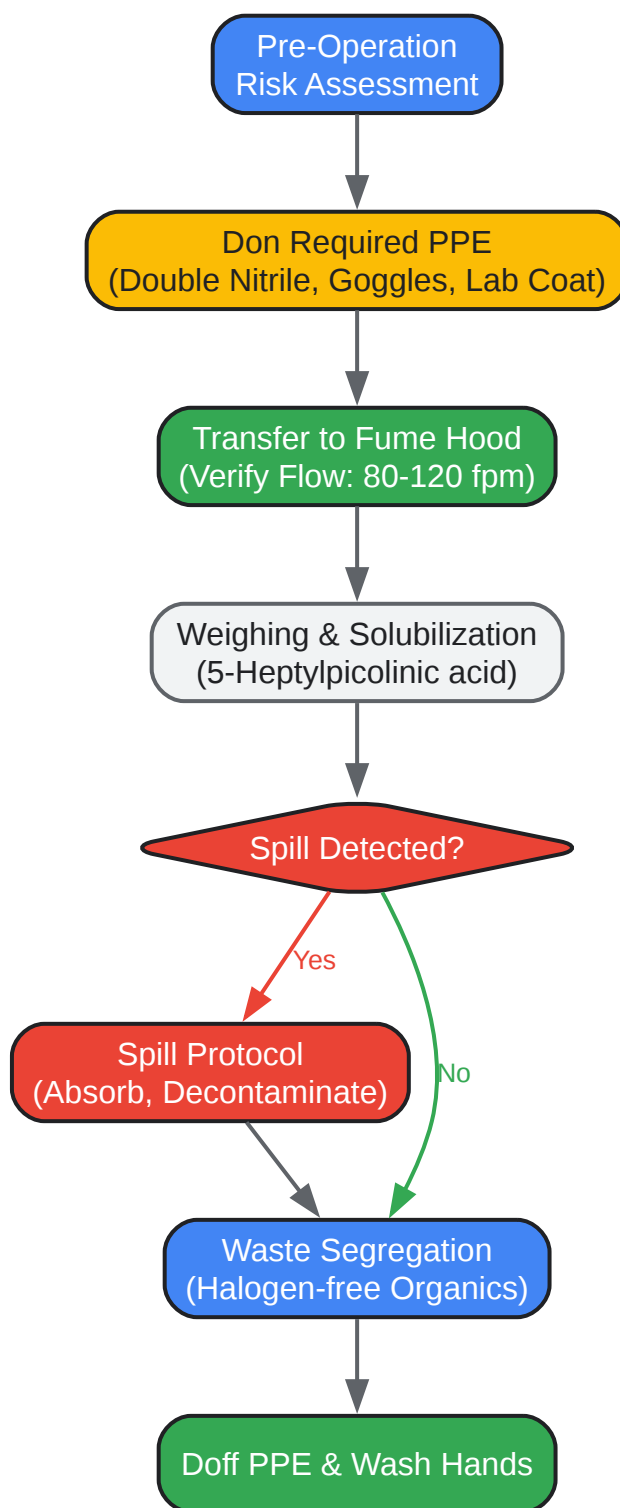 Pre-Operation
Risk Assessment
Don Required PPE
(Double Nitrile, Goggles, Lab Coat)
Transfer to Fume Hood
(Verify Flow: 80-120 fpm)
Weighing & Solubilization
(5-Heptylpicolinic acid)
Spill Detected?
Yes
Spill Protocol
(Absorb, Decontaminate)
No
Waste Segregation
(Halogen-free Organics)
Doff PPE & Wash Hands